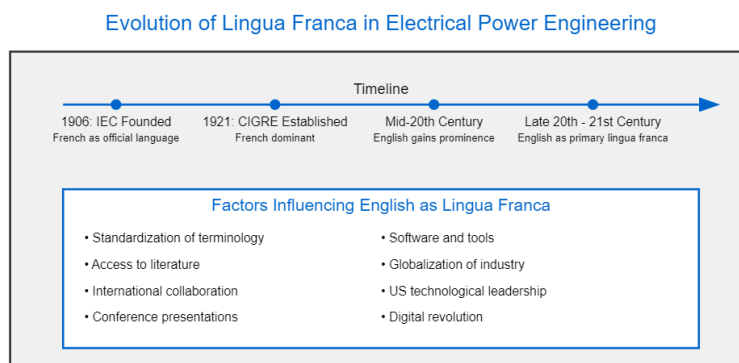 Evolution of Lingua Franca in Electrical Power Engineering
Timeline
1906: IEC Founded
French as official language
1921: CIGRE Established
French dominant
Mid-20th Century
English gains prominence
Late 20th - 21st Century
English as primary lingua franca
Factors Influencing English as Lingua Franca
• Standardization of terminology
• Access to literature
• International collaboration
• Conference presentations
• Software and tools
• Globalization of industry
• US technological leadership
• Digital revolution